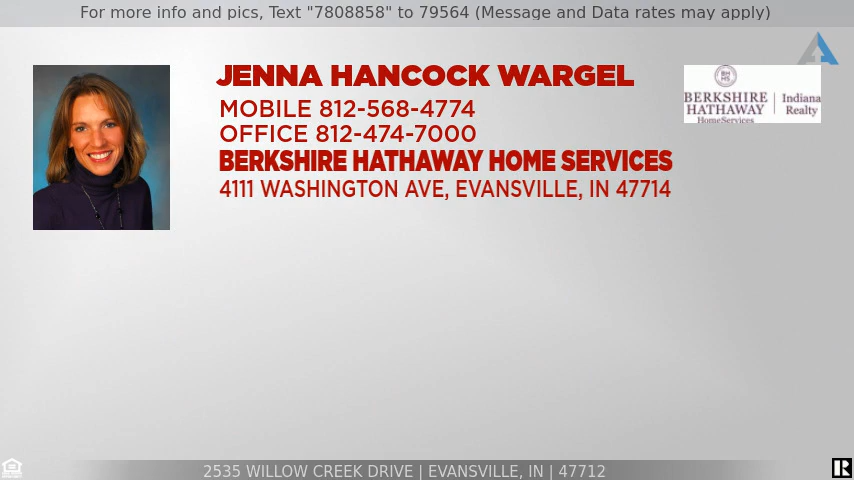 For more info and pics, Text "7808858" to 79564 (Message and Data rates may apply)
JENNA HANCOCK WARGEL
MOBILE 812-568-4774
OFFICE 812-474-7000
BERKSHIRE HATHAWAY HOME SERVICES
4111 WASHINGTON AVE, EVANSVILLE, IN 47714
BERKSHIRE
HATHAWAY
HomeServices
Indiana
Realty
2535 WILLOW CREEK DRIVE | EVANSVILLE, IN | 47712